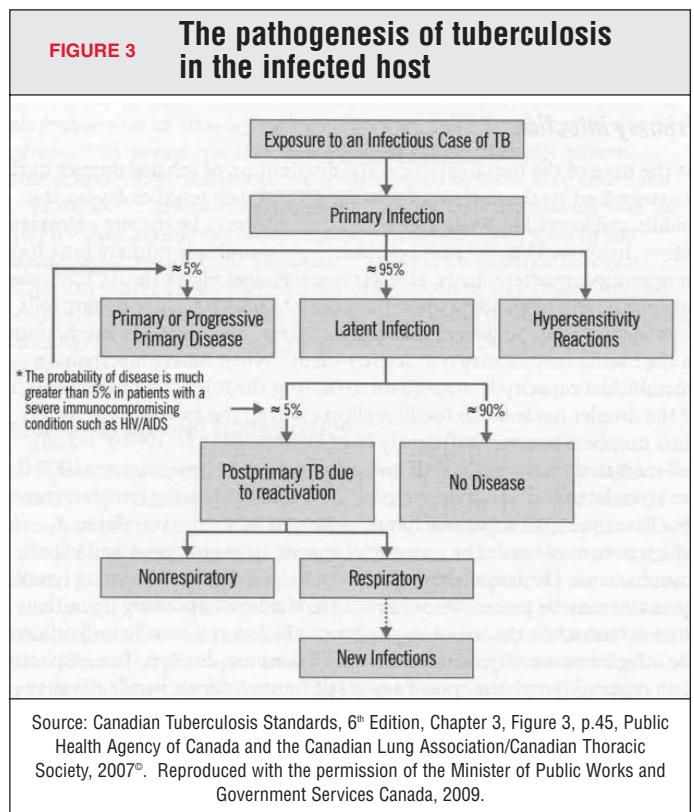 FIGURE 3
The pathogenesis of tuberculosis
in the infected host
Exposure to an Infectious Case of TB
Primary Infection
≈ 5%
≈ 95%
Primary or Progressive
Primary Disease
Latent Infection
Hypersensitivity
Reactions
* The probability of disease is much
greater than 5% in patients with a
severe immunocompromising
condition such as HIV/AIDS
≈ 5%
≈ 90%
Postprimary TB due
to reactivation
No Disease
Nonrespiratory
Respiratory
New Infections
Source: Canadian Tuberculosis Standards, 6th Edition, Chapter 3, Figure 3, p.45, Public
Health Agency of Canada and the Canadian Lung Association/Canadian Thoracic
Society, 2007©. Reproduced with the permission of the Minister of Public Works and
Government Services Canada, 2009.